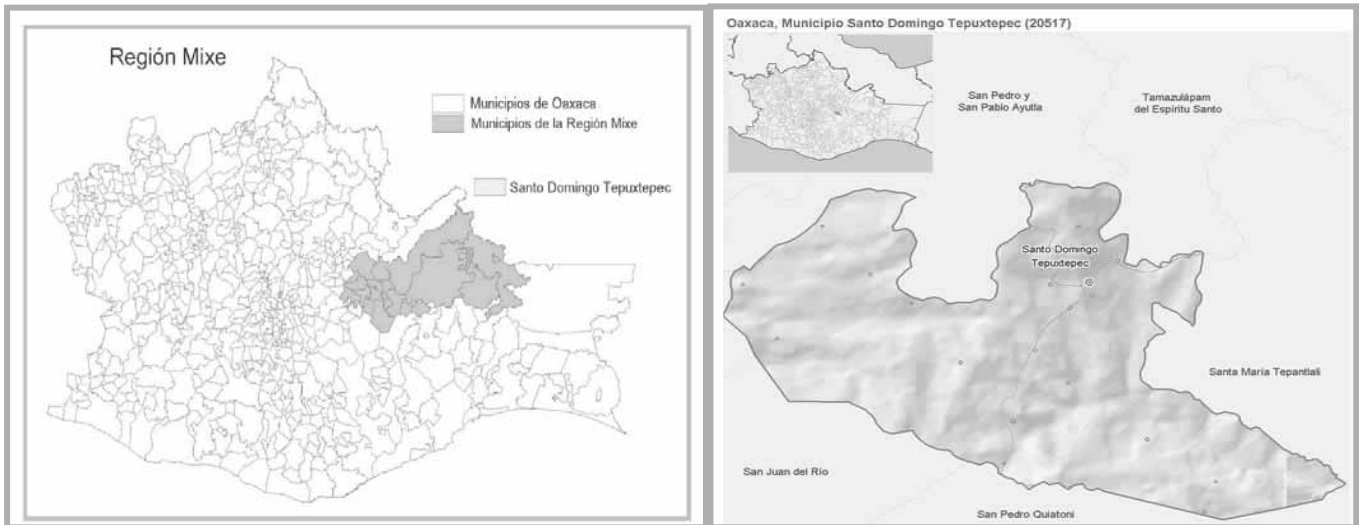 Región Mixe
Municipios de Oaxaca
Municipios de la Región Mixe
Santo Domingo Tepuxtepec
Oaxaca, Municipio Santo Domingo Tepuxtepec (20517)
San Pedro y
San Pablo Ayutla
Tamazulápam
del Espíritu Santo
Santo Domingo
Tepuxtepec
Santa María Tepantlali
San Juan del Río
San Pedro Quiatoni